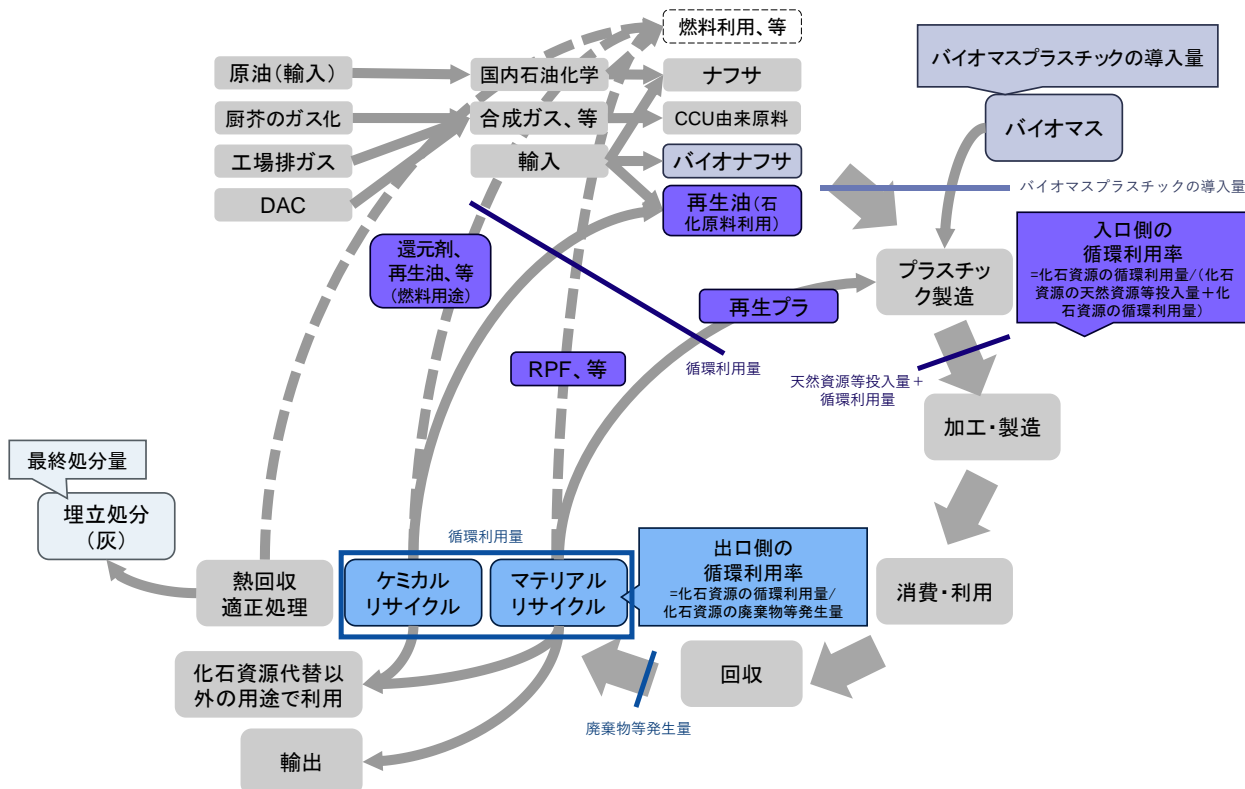 燃料利用、等
バイオマスプラスチックの導入量
原油(輸入)
国内石油化学
ナフサ
厨芥のガス化
合成ガス、等
CCU由来原料
バイオマス
工場排ガス
輸入
バイオナフサ
DAC
再生油(石
化原料利用)
バイオマスプラスチックの導入量
還元剤、
再生油、等
(燃料用途)
入口側の
循環利用率
=化石資源の循環利用量/(化石
資源の天然資源等投入量+化
石資源の循環利用量)
プラスチッ
ク製造
再生プラ
RPF、等
循環利用量
天然資源等投入量+
循環利用量
加工・製造
最終処分量
埋立処分
(灰)
循環利用量
出口側の
循環利用率
=化石資源の循環利用量/
化石資源の廃棄物等発生量
熱回収
適正処理
ケミカル
リサイクル
マテリアル
リサイクル
消費・利用
化石資源代替以
外の用途で利用
回収
廃棄物等発生量
輸出